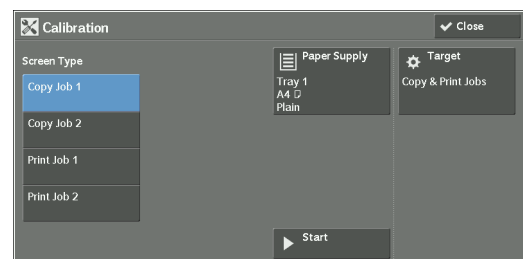 Calibration
Close
Screen Type
Copy Job 1
Copy Job 2
Print Job 1
Print Job 2
Paper Supply
Tray 1
A4
Plain
Start
Target
Copy & Print Jobs